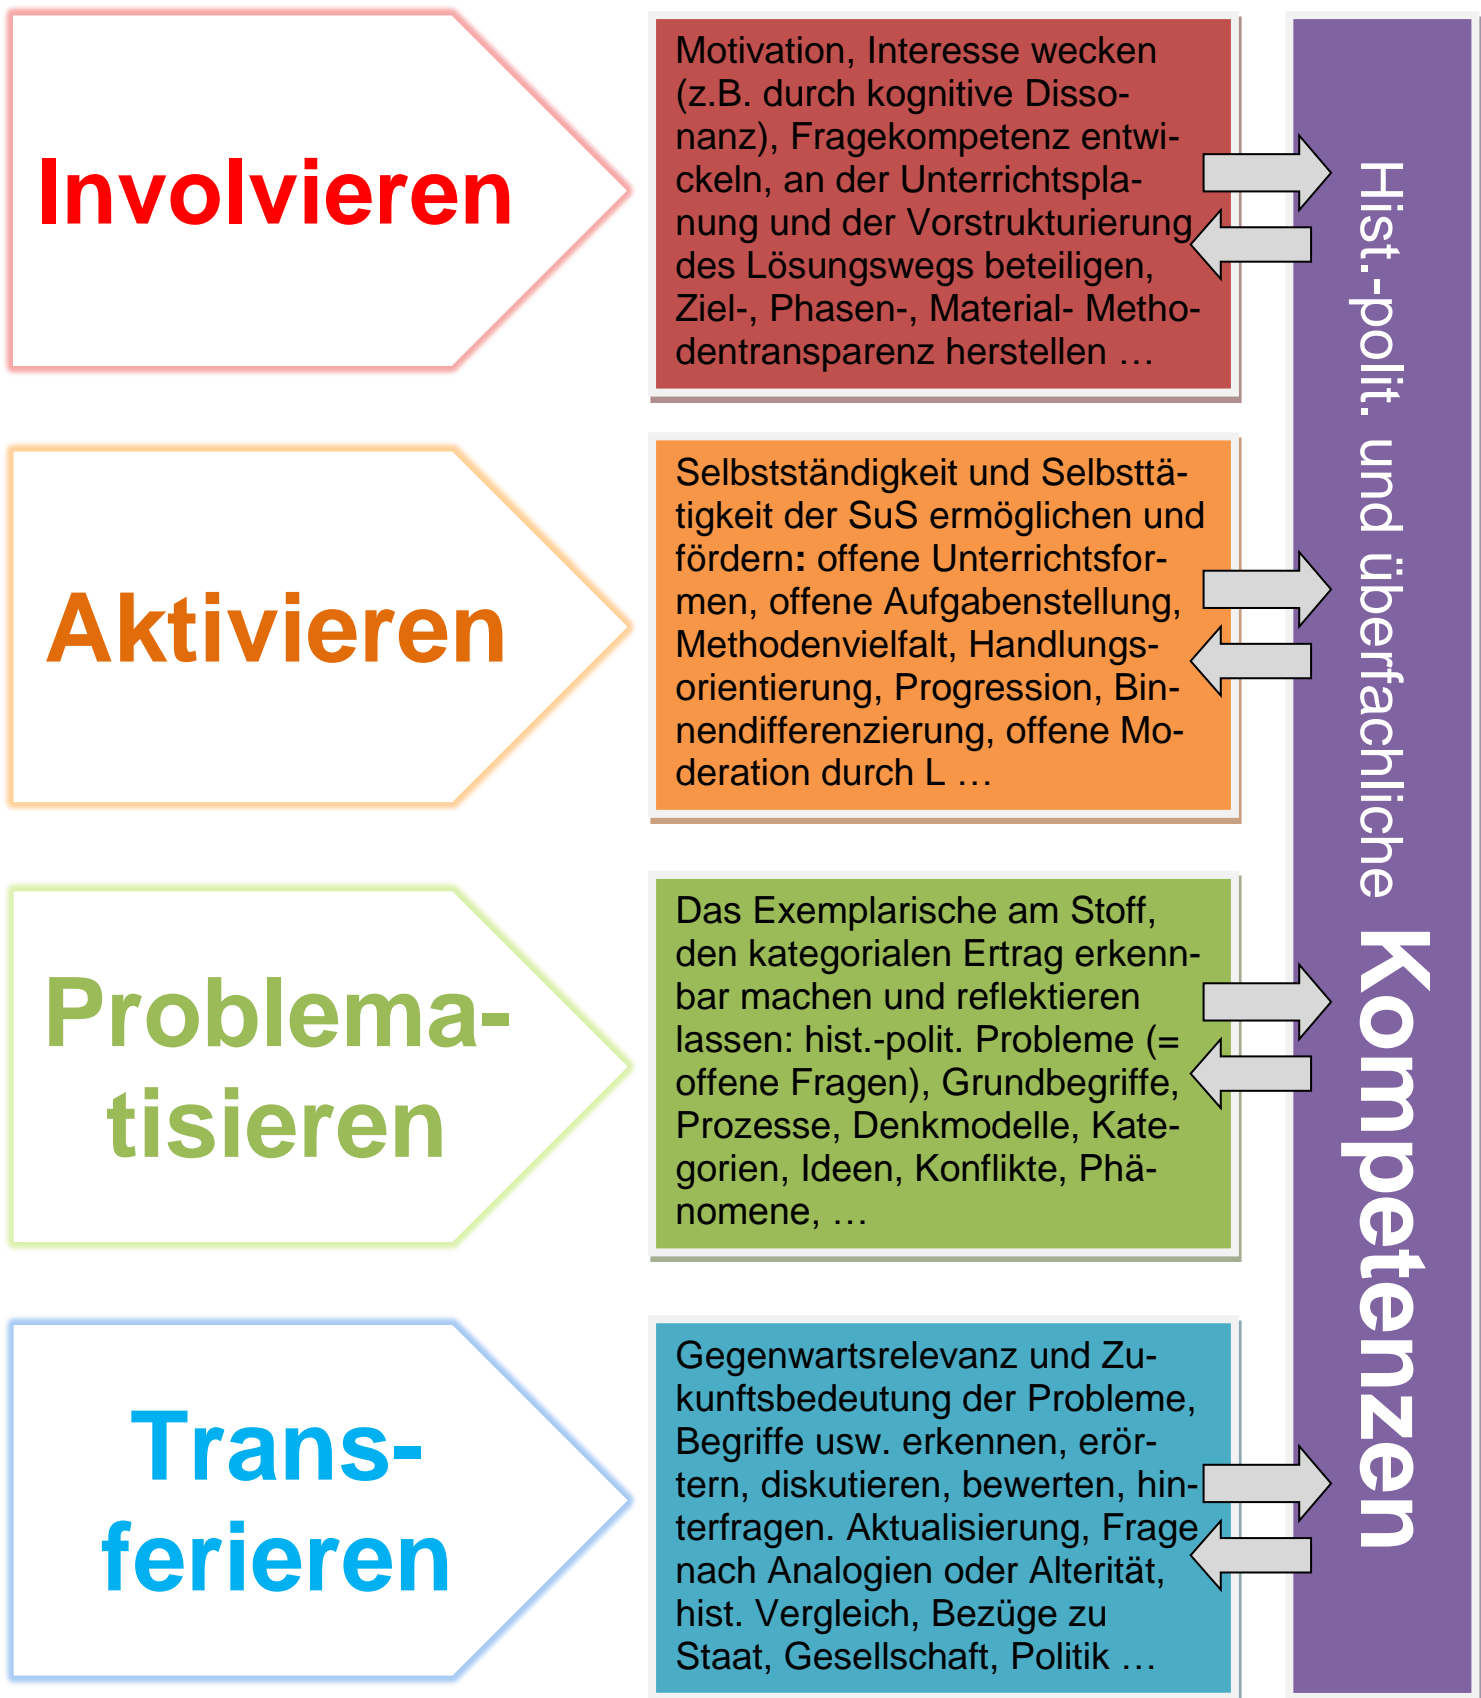 Involvieren
Motivation, Interesse wecken
(z.B. durch kognitive Disso-
nanz), Fragekompetenz entwi-
ckeln, an der Unterrichtspla-
nung und der Vorstrukturierung
des Lösungswegs beteiligen,
Ziel-, Phasen-, Material- Metho-
dentransparenz herstellen …
Aktivieren
Selbstständigkeit und Selbsttä-
tigkeit der SuS ermöglichen und
fördern: offene Unterrichtsfor-
men, offene Aufgabenstellung,
Methodenvielfalt, Handlungs-
orientierung, Progression, Bin-
nendifferenzierung, offene Mo-
deration durch L …
Problema-
tisieren
Das Exemplarische am Stoff,
den kategorialen Ertrag erkenn-
bar machen und reflektieren
lassen: hist.-polit. Probleme (=
offene Fragen), Grundbegriffe,
Prozesse, Denkmodelle, Kate-
gorien, Ideen, Konflikte, Phä-
nomene, …
Trans-
ferieren
Gegenwartsrelevanz und Zu-
kunftsbedeutung der Probleme,
Begriffe usw. erkennen, erör-
tern, diskutieren, bewerten, hin-
terfragen. Aktualisierung, Frage
nach Analogien oder Alterität,
hist. Vergleich, Bezüge zu
Staat, Gesellschaft, Politik …
Hist.-polit. und überfachliche Kompetenzen